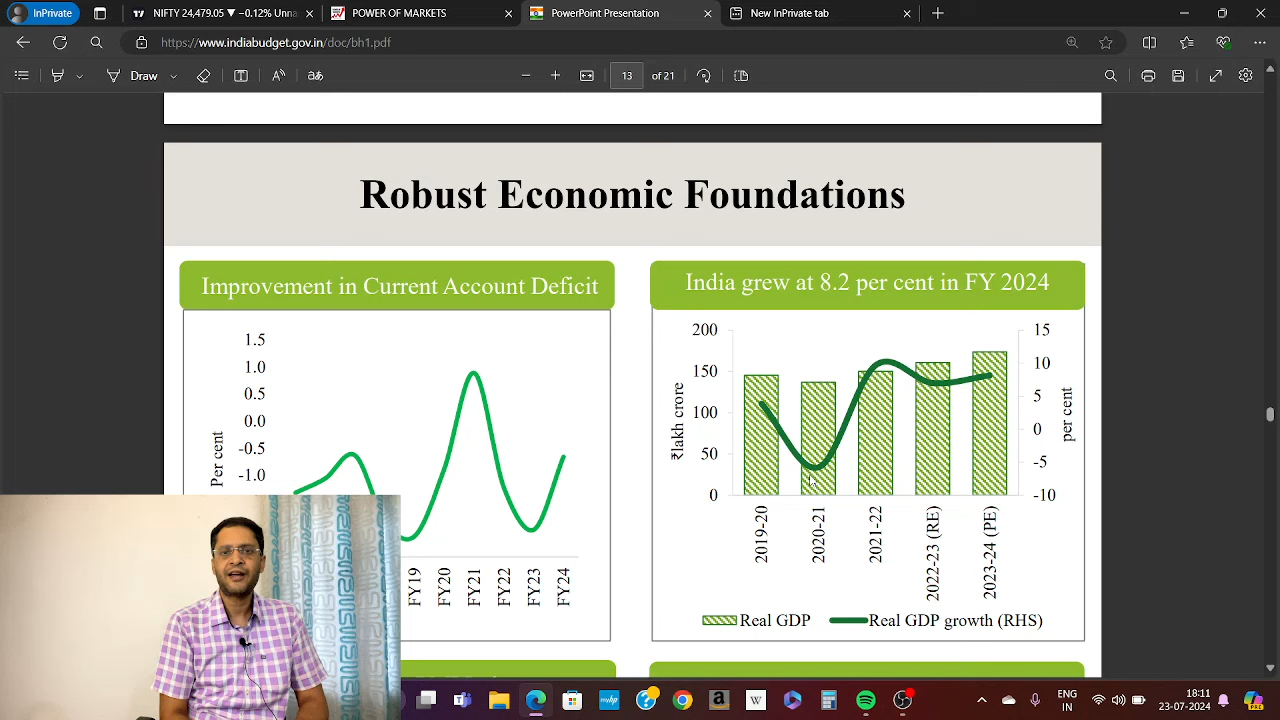 InPrivate
NIFTY 24,479.05 ▼ −0.12% Unna
POWER OF MARKETS
PowerPoint Presentation
New InPrivate tab
https://www.indiabudget.gov.in/doc/bh1.pdf
Draw
13 of 21
Robust Economic Foundations
Improvement in Current Account Deficit
Per cent
1.5
1.0
0.5
0.0
-0.5
-1.0
FY19
FY20
FY21
FY22
FY23
FY24
India grew at 8.2 per cent in FY 2024
₹lakh crore
200
150
100
50
0
15
10
5
0
-5
-10
per cent
2019-20
2020-21
2021-22
2022-23 (RE)
2023-24 (PE)
Real GDP
Real GDP growth (RHS)
ENG
IN
18:11
23-07-2024